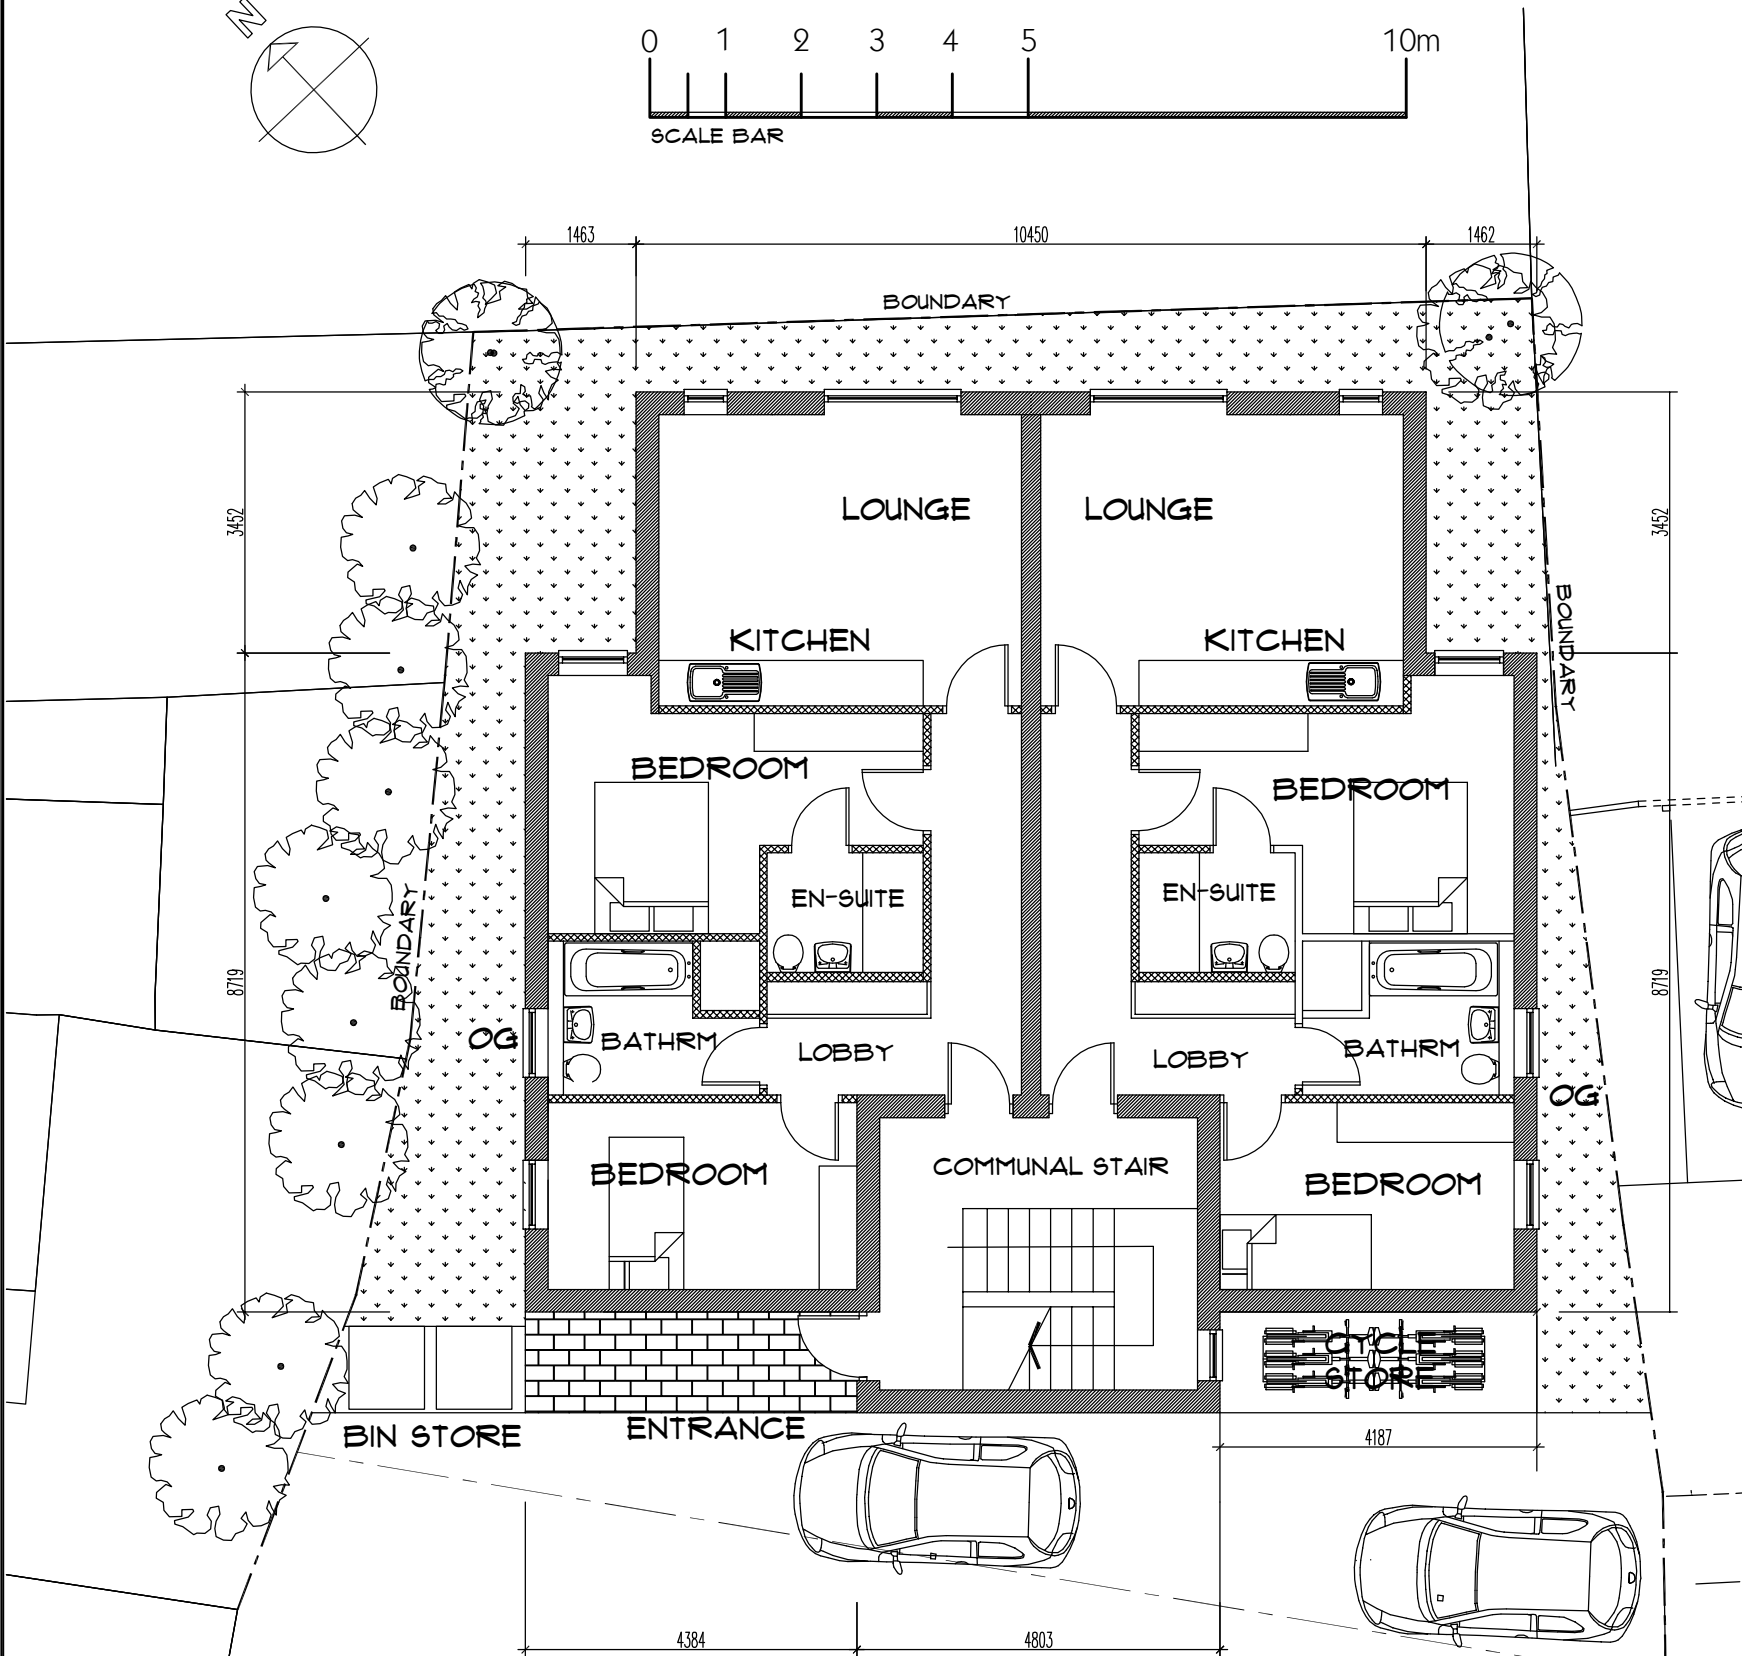 N
0 1 2 3 4 5 10m
SCALE BAR
1463 10450 1462
BOUNDARY
3452
LOUNGE LOUNGE
3452
KITCHEN KITCHEN
BOUNDARY
BEDROOM BEDROOM
EN-SUITE EN-SUITE
BOUNDARY
8719
8719
OG BATHRM LOBBY LOBBY BATHRM
OG
BEDROOM COMMUNAL STAIR BEDROOM
CYCLE
STORE
BIN STORE ENTRANCE
4187
4384 4803